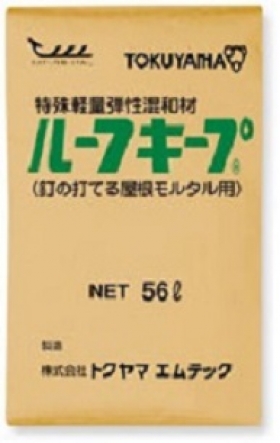 TOKUYAMA
特殊軽量弾性混和材
ルーフキープ®
(釘の打てる屋根モルタル用)
NET 56ℓ
製造
株式会社トクヤマ エムテック